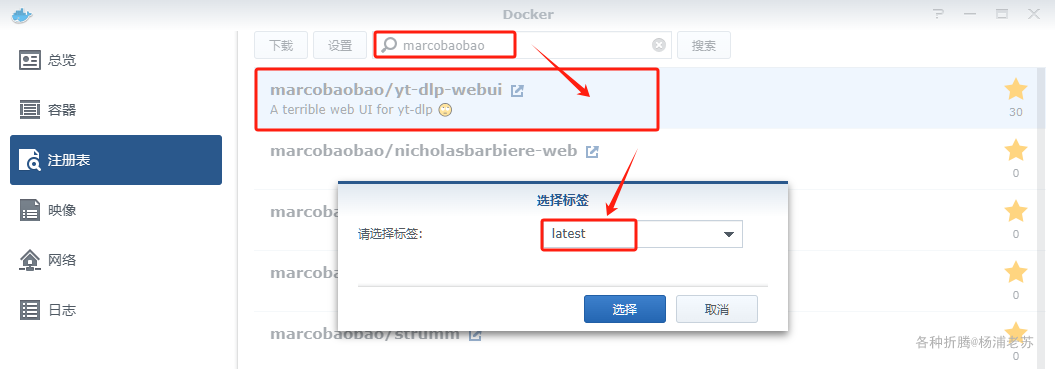 Docker
下载 设置 marcobaobao 搜索
总览
容器
注册表
映像
网络
日志
marcobaobao/yt-dlp-webui
A terrible web UI for yt-dlp
30
marcobaobao/nicholasbarbiere-web
0
marcoba
0
marcoba
0
marcobaobao/strumm
0
选择标签
请选择标签: latest
选择 取消
各种折腾@杨浦老苏